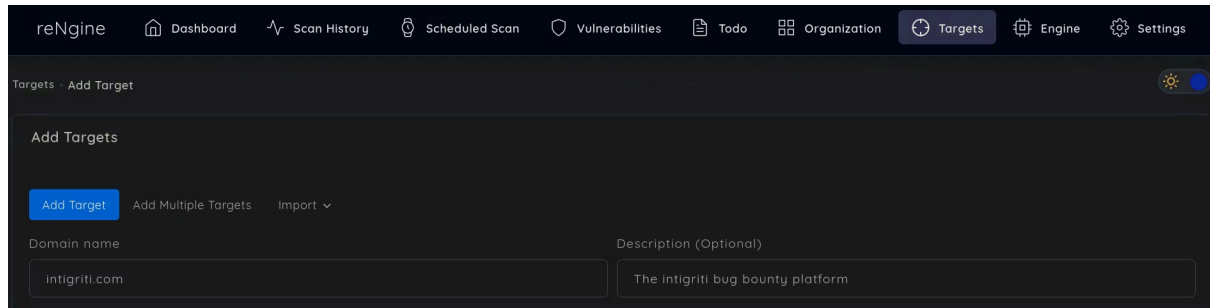 reNgine Dashboard Scan History Scheduled Scan Vulnerabilities Todo Organization Targets Engine Settings
Targets · Add Target
Add Targets
Add Target Add Multiple Targets Import
Domain name Description (Optional)
intigriti.com The intigriti bug bounty platform